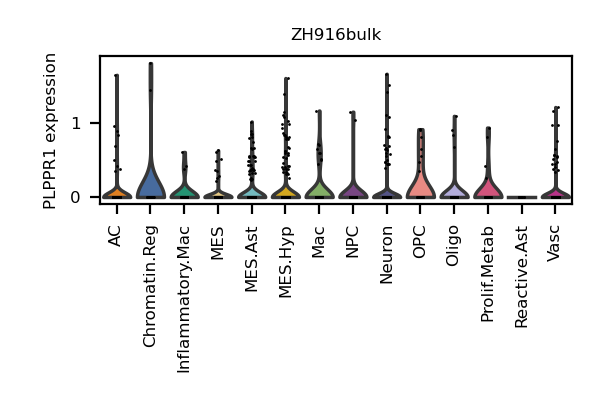 ZH916bulk
PLPPR1 expression
1
0
AC
Chromatin.Reg
Inflammatory.Mac
MES
MES.Ast
MES.Hyp
Mac
NPC
Neuron
OPC
Oligo
Prolif.Metab
Reactive.Ast
Vasc